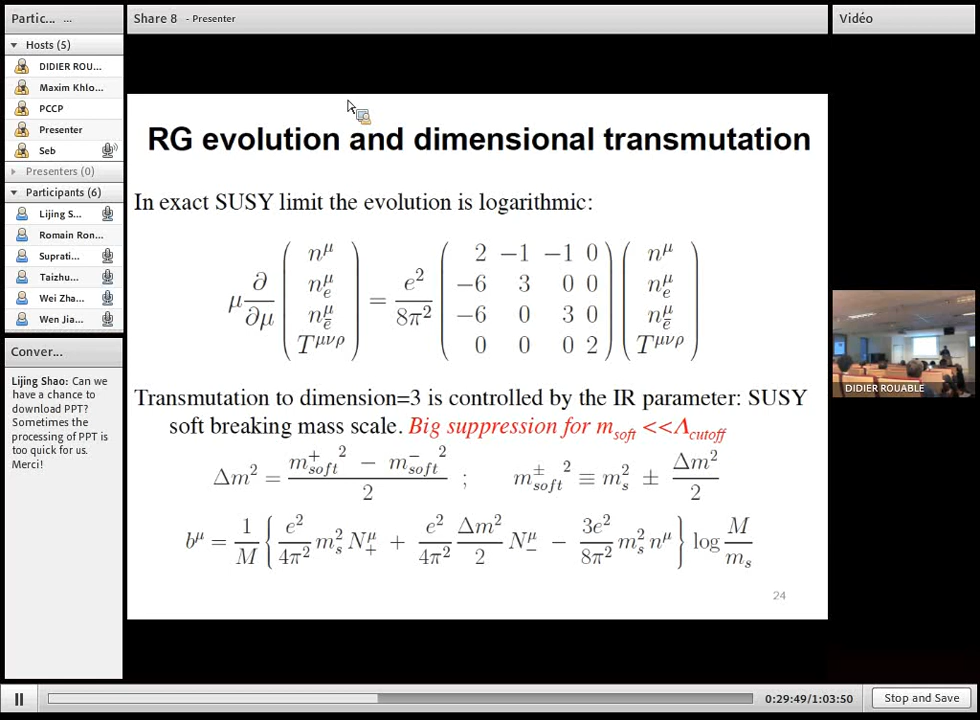 Partic... ...
Hosts (5)
DIDIER ROU...
Maxim Khlo...
PCCP
Presenter
Seb
Presenters (0)
Participants (6)
Lijing S...
Romain Ron...
Suprati...
Taizhu...
Wei Zha...
Wen Jia...
Conver...
Lijing Shao: Can we
have a chance to
download PPT?
Sometimes the
processing of PPT is
too quick for us.
Merci!
Share 8 - Presenter
RG evolution and dimensional transmutation
In exact SUSY limit the evolution is logarithmic:
μ ∂/∂μ ( n^μ ; n_e^μ ; n_ē^μ ; T^{μνρ} ) = e²/8π² ( 2 −1 −1 0 ; −6 3 0 0 ; −6 0 3 0 ; 0 0 0 2 ) ( n^μ ; n_e^μ ; n_ē^μ ; T^{μνρ} )
Transmutation to dimension=3 is controlled by the IR parameter: SUSY
soft breaking mass scale. Big suppression for m_soft <<Λ_cutoff
Δm² = (m⁺_soft² − m⁻_soft²)/2 ; m^±_soft² ≡ m_s² ± Δm²/2
b^μ = 1/M { e²/4π² m_s² N_+^μ + e²/4π² Δm²/2 N_−^μ − 3e²/8π² m_s² n^μ } log M/m_s
24
Vidéo
DIDIER ROUABLE
0:29:49/1:03:50
Stop and Save